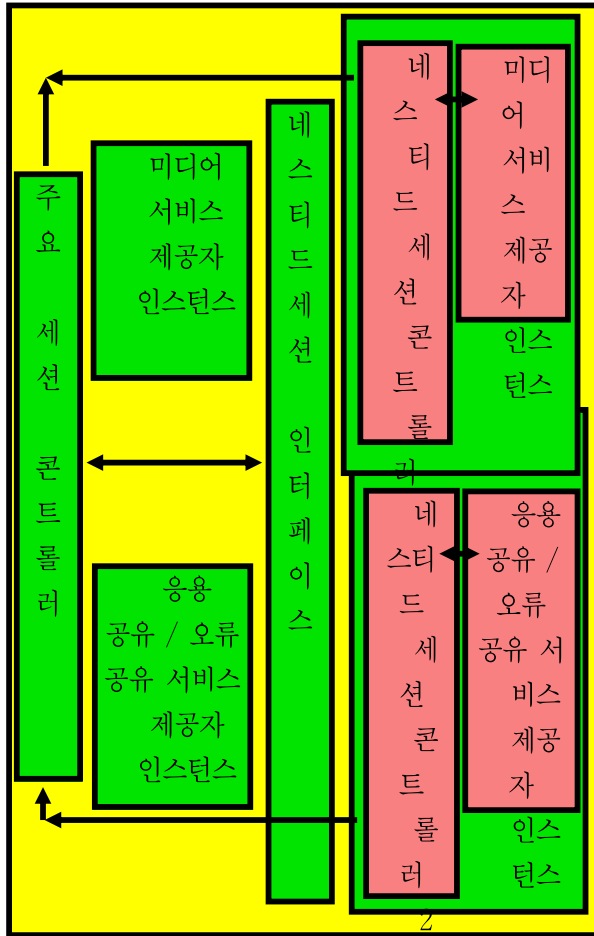 주
요
세
션
콘
트
롤
러
미디어
서비스
제공자
인스턴스
응용
공유 / 오류
공유 서비스
제공자
인스턴스
네
스
티
드
세
션
인
터
페
이
스
네
스
티
드
세
션
콘
트
롤
러
미디
어
서비
스
제공
자
인스
턴스
네
스티
드
세
션
콘
트
롤
러
응용
공유 /
오류
공유 서
비스
제공
자
인스
턴스
2